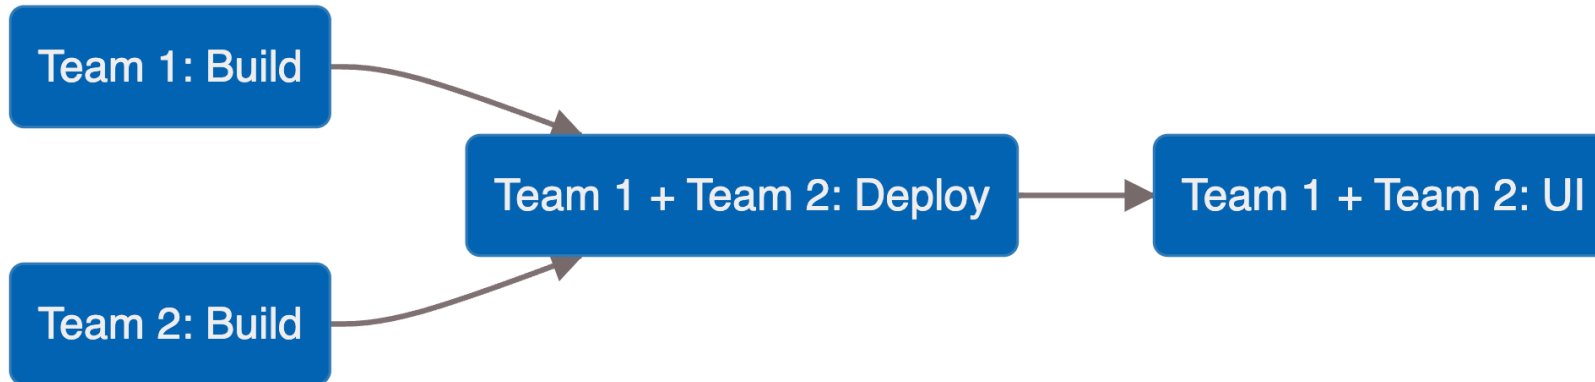 Team 1: Build
Team 1 + Team 2: Deploy
Team 1 + Team 2: UI
Team 2: Build